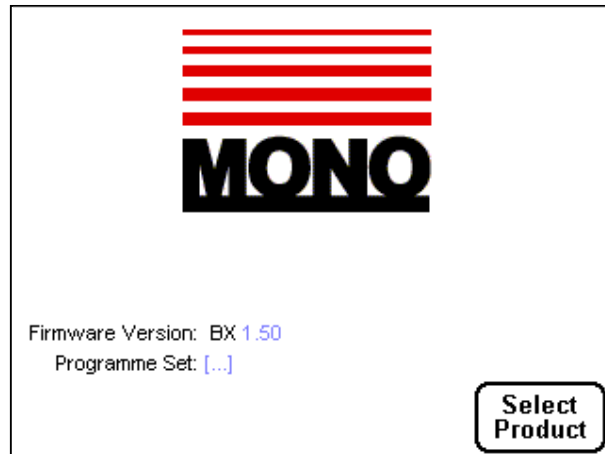 MONO
Firmware Version: BX 1.50
Programme Set: [...]
Select
Product